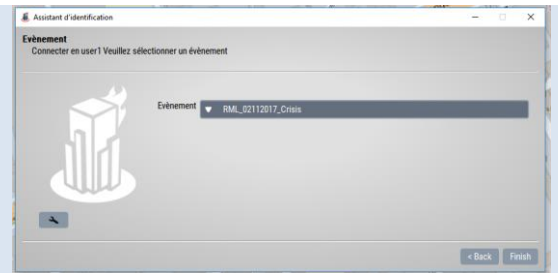 Assistant d'identification
Evènement
Connecter en user1 Veuillez sélectionner un évènement
Evènement RML_02112017_Crisis
< Back Finish